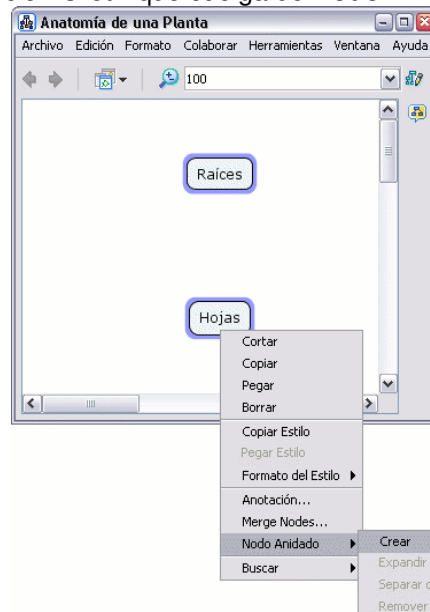 Anatomía de una Planta
Archivo Edición Formato Colaborar Herramientas Ventana Ayuda
100
Raíces
Hojas
Cortar
Copiar
Pegar
Borrar
Copiar Estilo
Pegar Estilo
Formato del Estilo
Anotación...
Merge Nodes...
Nodo Anidado
Crear
Buscar
Expandir
Separar
Remover